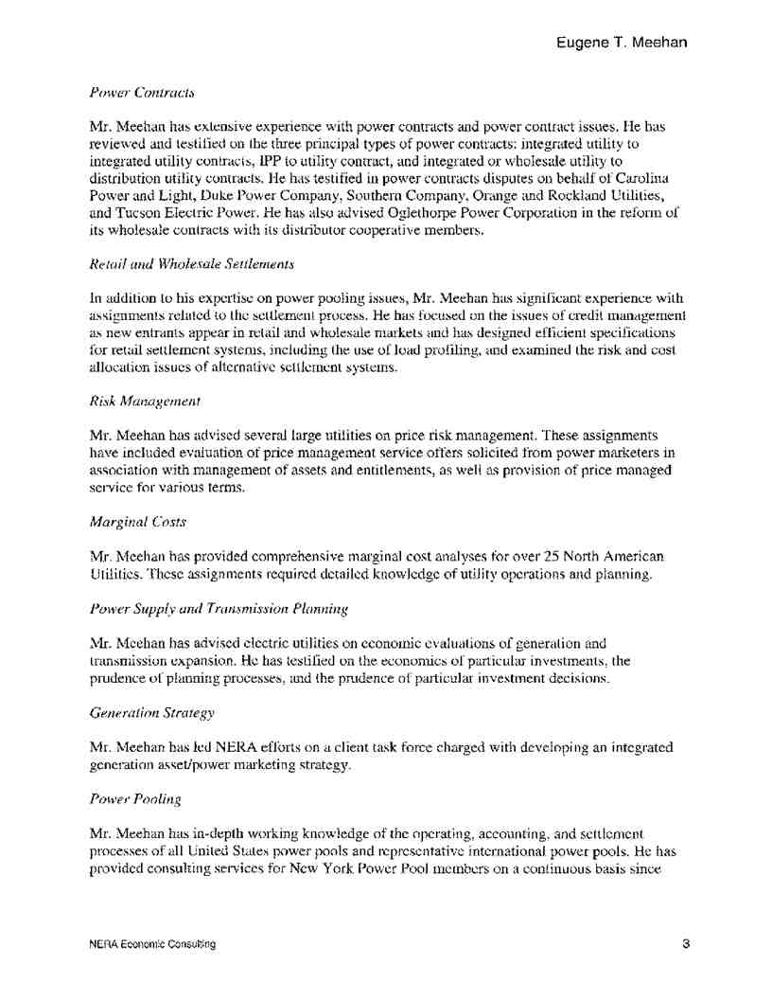 Eugene T. Meehan
Power Contracts
Mr. Meehan has extensive experience with power contracts and power contract issues. He has
reviewed and testified on the three principal types of power contracts: integrated utility to
integrated utility contracts, IPP to utility contract, and integrated or wholesale utility to
distribution utility contracts. He has testified in power contracts disputes on behalf of Carolina
Power and Light, Duke Power Company, Southern Company, Orange and Rockland Utilities,
and Tucson Electric Power. He has also advised Oglethorpe Power Corporation in the reform of
its wholesale contracts with its distributor cooperative members.
Retail and Wholesale Settlements
In addition to his expertise on power pooling issues, Mr. Meehan has significant experience with
assignments related to the settlement process. He has focused on the issues of credit management
as new entrants appear in retail and wholesale markets and has designed efficient specifications
for retail settlement systems, including the use of load profiling, and examined the risk and cost
allocation issues of alternative settlement systems.
Risk Management
Mr. Meehan has advised several large utilities on price risk management. These assignments
have included evaluation of price management service offers solicited from power marketers in
association with management of assets and entitlements, as well as provision of price managed
service for various terms.
Marginal Costs
Mr. Meehan has provided comprehensive marginal cost analyses for over 25 North American
Utilities. These assignments required detailed knowledge of utility operations and planning.
Power Supply and Transmission Planning
Mr. Meehan has advised electric utilities on economic evaluations of generation and
transmission expansion. He has testified on the economics of particular investments, the
prudence of planning processes, and the prudence of particular investment decisions.
Generation Strategy
Mr. Meehan has led NERA efforts on a client task force charged with developing an integrated
generation asset/power marketing strategy.
Power Pooling
Mr. Meehan has in-depth working knowledge of the operating, accounting, and settlement
processes of all United States power pools and representative international power pools. He has
provided consulting services for New York Power Pool members on a continuous basis since
NERA Economic Consulting
3